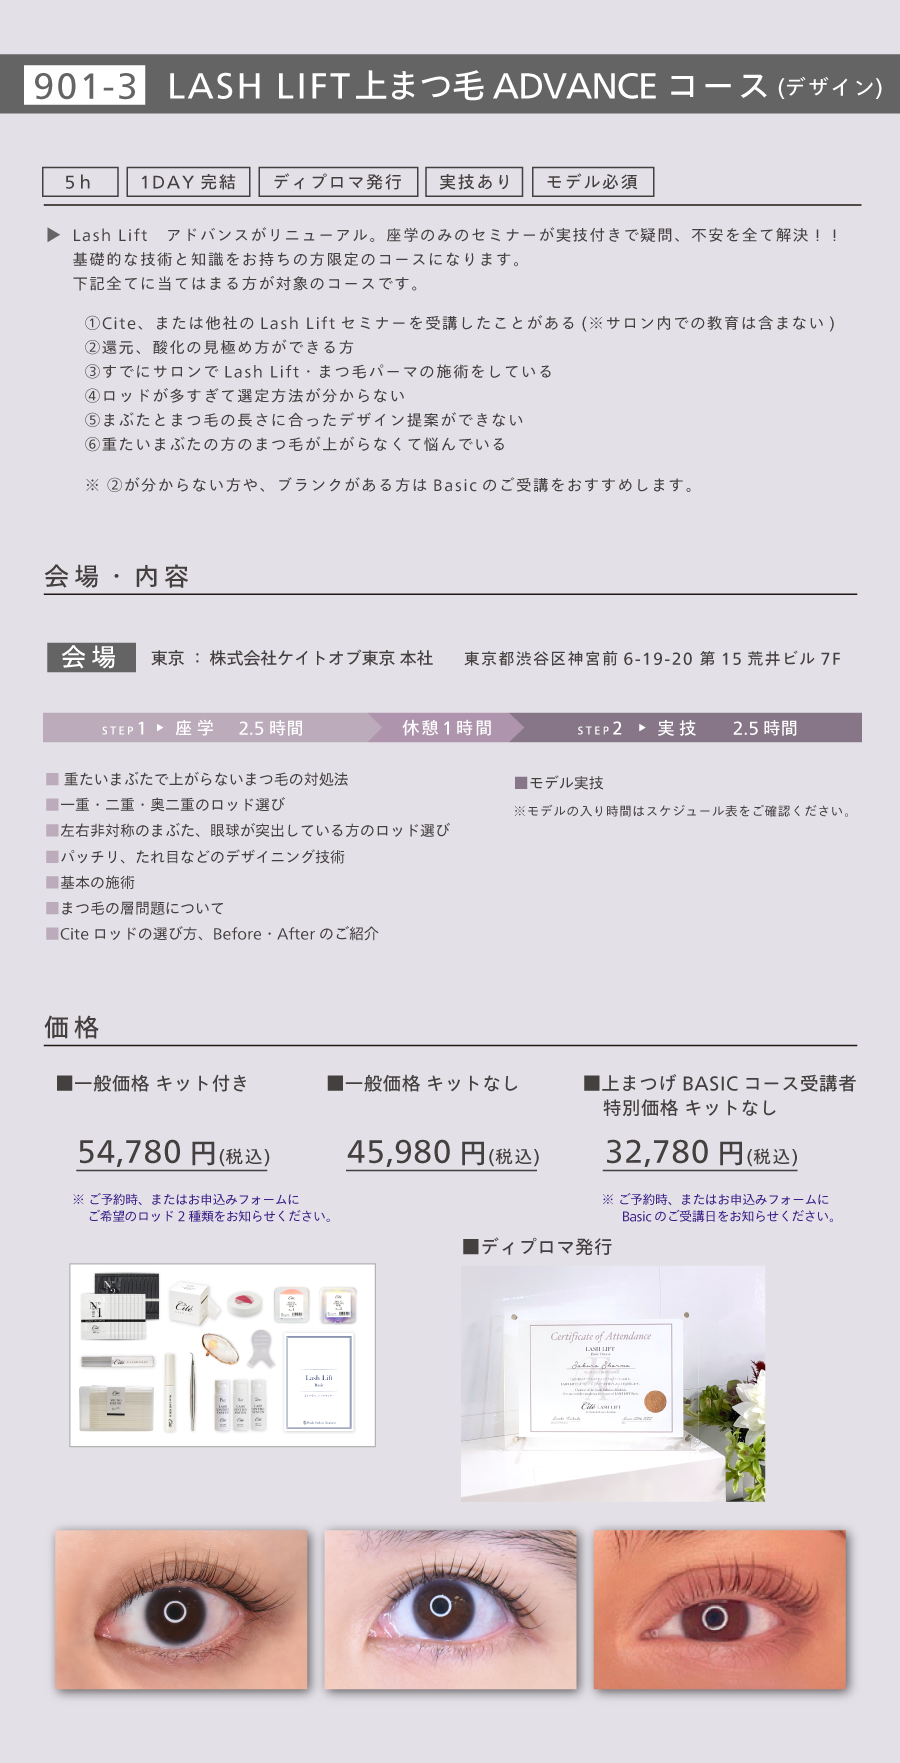 901-3 LASH LIFT上まつ毛 ADVANCE コース (デザイン)
5h 1DAY 完結 ディプロマ発行 実技あり モデル必須
▶ Lash Lift　アドバンスがリニューアル。座学のみのセミナーが実技付きで疑問、不安を全て解決！！
基礎的な技術と知識をお持ちの方限定のコースになります。
下記全てに当てはまる方が対象のコースです。
①Cite、または他社の Lash Lift セミナーを受講したことがある (※サロン内での教育は含まない )
②還元、酸化の見極め方ができる方
③すでにサロンで Lash Lift・まつ毛パーマの施術をしている
④ロッドが多すぎて選定方法が分からない
⑤まぶたとまつ毛の長さに合ったデザイン提案ができない
⑥重たいまぶたの方のまつ毛が上がらなくて悩んでいる
※ ②が分からない方や、ブランクがある方は Basic のご受講をおすすめします。
会場・内容
会場 東京 ： 株式会社ケイトオブ東京 本社 東京都渋谷区神宮前 6-19-20 第 15 荒井ビル 7F
STEP1 ▶ 座学 2.5 時間 休憩1時間 STEP2 ▶ 実技 2.5 時間
■ 重たいまぶたで上がらないまつ毛の対処法
■一重・二重・奥二重のロッド選び
■左右非対称のまぶた、眼球が突出している方のロッド選び
■パッチリ、たれ目などのデザイニング技術
■基本の施術
■まつ毛の層問題について
■Cite ロッドの選び方、Before・After のご紹介
■モデル実技
※モデルの入り時間はスケジュール表をご確認ください。
価格
■一般価格 キット付き
54,780 円(税込)
※ ご予約時、またはお申込みフォームに
ご希望のロッド 2 種類をお知らせください。
■一般価格 キットなし
45,980 円(税込)
■上まつげ BASIC コース受講者
特別価格 キットなし
32,780 円(税込)
※ ご予約時、またはお申込みフォームに
Basic のご受講日をお知らせください。
■ディプロマ発行
Nº1
Cité
Lash Lift
Basic
Certificate of Attendance
LASH LIFT
Sakura Sharma
Cité LASH LIFT